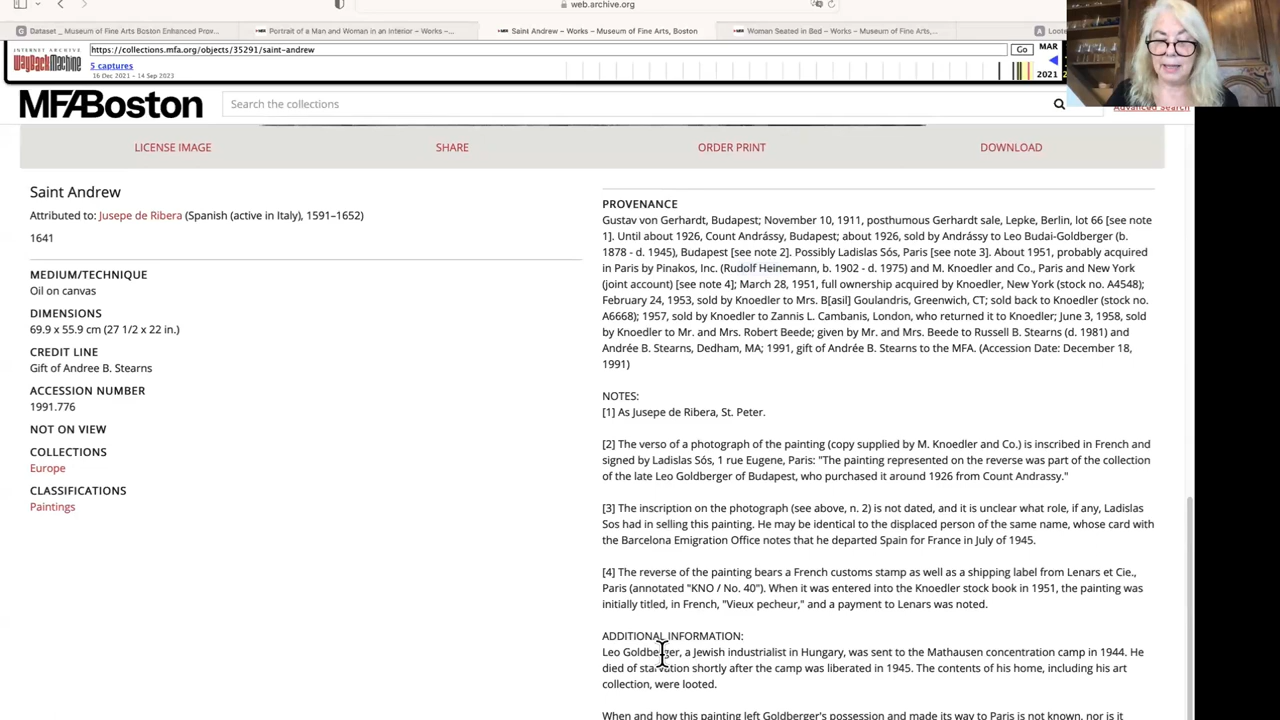 web.archive.org
Dataset _ Museum of Fine Arts Boston Enhanced Prov...
Portrait of a Man and Woman in an Interior – Works –...
Saint Andrew – Works – Museum of Fine Arts, Boston
Woman Seated in Bed – Works – Museum of Fine Arts,...
INTERNET ARCHIVE
WayBackMachine
https://collections.mfa.org/objects/35291/saint-andrew
Go
MAR
5 captures
16 Dec 2021 – 14 Sep 2023
2021
MFABoston
Search the collections
Advanced Search
LICENSE IMAGE
SHARE
ORDER PRINT
DOWNLOAD
Saint Andrew
Attributed to: Jusepe de Ribera (Spanish (active in Italy), 1591–1652)
1641
MEDIUM/TECHNIQUE
Oil on canvas
DIMENSIONS
69.9 x 55.9 cm (27 1/2 x 22 in.)
CREDIT LINE
Gift of Andree B. Stearns
ACCESSION NUMBER
1991.776
NOT ON VIEW
COLLECTIONS
Europe
CLASSIFICATIONS
Paintings
PROVENANCE
Gustav von Gerhardt, Budapest; November 10, 1911, posthumous Gerhardt sale, Lepke, Berlin, lot 66 [see note
1]. Until about 1926, Count Andrássy, Budapest; about 1926, sold by Andrássy to Leo Budai-Goldberger (b.
1878 - d. 1945), Budapest [see note 2]. Possibly Ladislas Sós, Paris [see note 3]. About 1951, probably acquired
in Paris by Pinakos, Inc. (Rudolf Heinemann, b. 1902 - d. 1975) and M. Knoedler and Co., Paris and New York
(joint account) [see note 4]; March 28, 1951, full ownership acquired by Knoedler, New York (stock no. A4548);
February 24, 1953, sold by Knoedler to Mrs. B[asil] Goulandris, Greenwich, CT; sold back to Knoedler (stock no.
A6668); 1957, sold by Knoedler to Zannis L. Cambanis, London, who returned it to Knoedler; June 3, 1958, sold
by Knoedler to Mr. and Mrs. Robert Beede; given by Mr. and Mrs. Beede to Russell B. Stearns (d. 1981) and
Andrée B. Stearns, Dedham, MA; 1991, gift of Andrée B. Stearns to the MFA. (Accession Date: December 18,
1991)
NOTES:
[1] As Jusepe de Ribera, St. Peter.
[2] The verso of a photograph of the painting (copy supplied by M. Knoedler and Co.) is inscribed in French and
signed by Ladislas Sós, 1 rue Eugene, Paris: "The painting represented on the reverse was part of the collection
of the late Leo Goldberger of Budapest, who purchased it around 1926 from Count Andrassy."
[3] The inscription on the photograph (see above, n. 2) is not dated, and it is unclear what role, if any, Ladislas
Sos had in selling this painting. He may be identical to the displaced person of the same name, whose card with
the Barcelona Emigration Office notes that he departed Spain for France in July of 1945.
[4] The reverse of the painting bears a French customs stamp as well as a shipping label from Lenars et Cie.,
Paris (annotated "KNO / No. 40"). When it was entered into the Knoedler stock book in 1951, the painting was
initially titled, in French, "Vieux pecheur," and a payment to Lenars was noted.
ADDITIONAL INFORMATION:
Leo Goldberger, a Jewish industrialist in Hungary, was sent to the Mathausen concentration camp in 1944. He
died of starvation shortly after the camp was liberated in 1945. The contents of his home, including his art
collection, were looted.
When and how this painting left Goldberger's possession and made its way to Paris is not known, nor is it